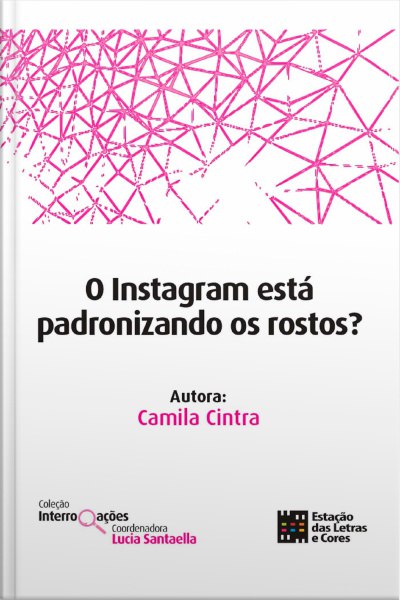 O Instagram está
padronizando os rostos?
Autora:
Camila Cintra
Coleção
Interrogações
Coordenadora
Lucia Santaella
Estação
das Letras
e Cores